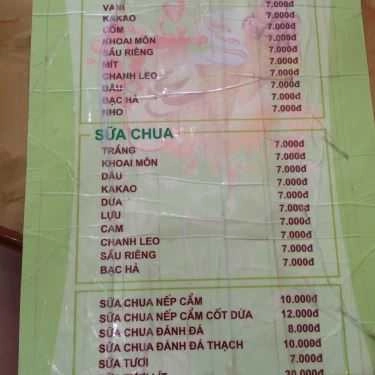 VANI 7.000đ
KAKAO 7.000đ
CỐM 7.000đ
KHOAI MÔN 7.000đ
SẦU RIÊNG 7.000đ
MÍT 7.000đ
CHANH LEO 7.000đ
DÂU 7.000đ
BẠC HÀ 7.000đ
NHO 7.000đ
SỮA CHUA
TRẮNG 7.000đ
KHOAI MÔN 7.000đ
DÂU 7.000đ
KAKAO 7.000đ
DỨA 7.000đ
LỰU 7.000đ
CAM 7.000đ
CHANH LEO 7.000đ
SẦU RIÊNG 7.000đ
BẠC HÀ 7.000đ
SỮA CHUA NẾP CẨM 10.000đ
SỮA CHUA NẾP CẨM CỐT DỪA 12.000đ
SỮA CHUA ĐÁNH ĐÁ 8.000đ
SỮA CHUA ĐÁNH ĐÁ THẠCH 10.000đ
SỮA TƯƠI 7.000đ